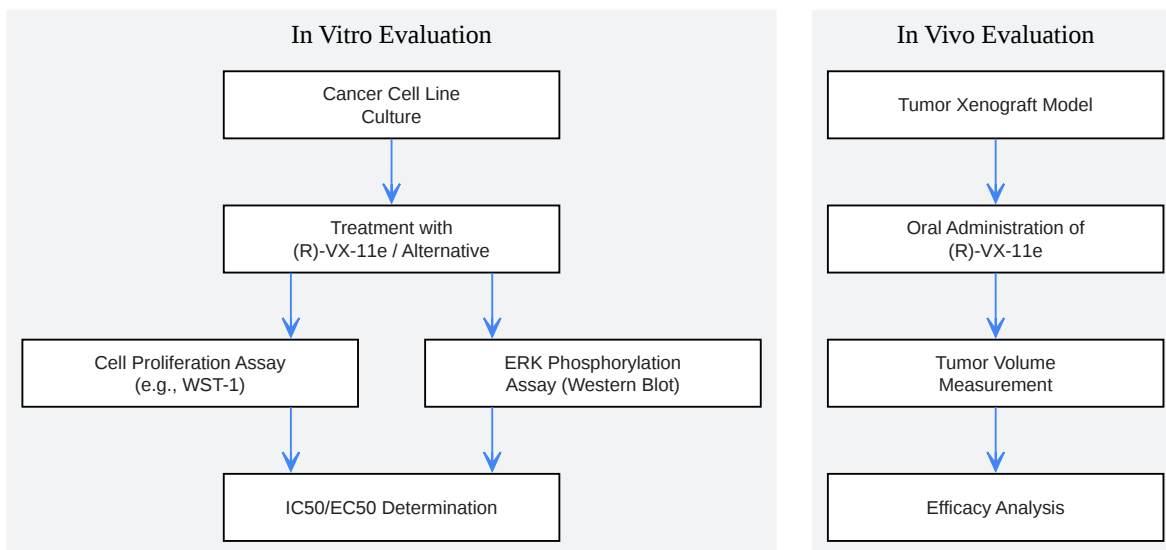 In Vitro Evaluation
Cancer Cell Line
Culture
Treatment with
(R)-VX-11e / Alternative
Cell Proliferation Assay
(e.g., WST-1)
ERK Phosphorylation
Assay (Western Blot)
IC50/EC50 Determination
In Vivo Evaluation
Tumor Xenograft Model
Oral Administration of
(R)-VX-11e
Tumor Volume
Measurement
Efficacy Analysis